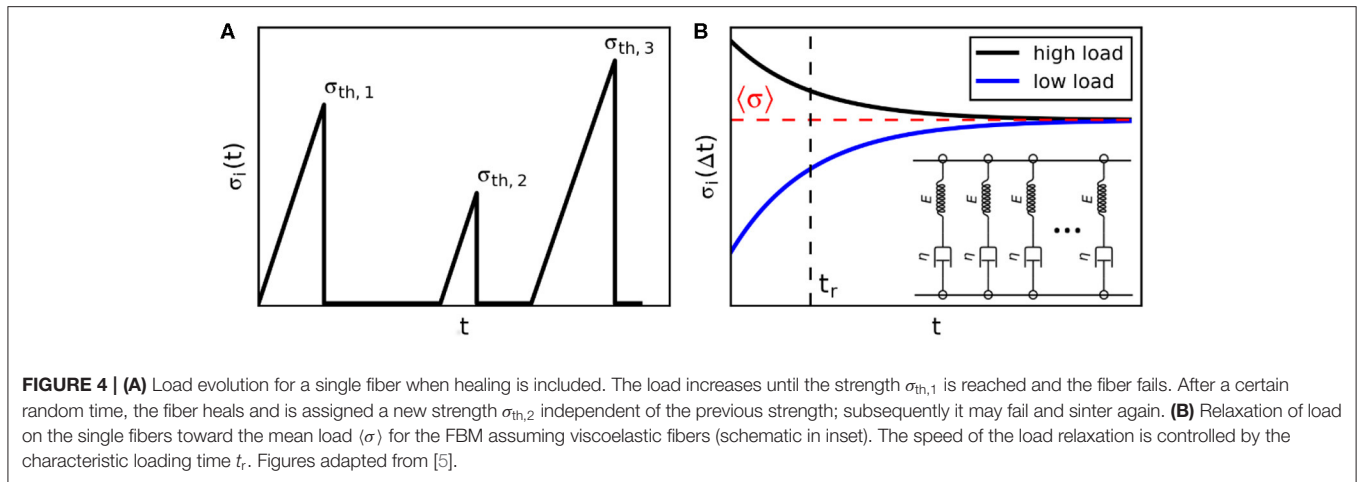 A
σth, 1
σth, 2
σth, 3
σi(t)
t
B
high load
low load
⟨σ⟩
σi(Δt)
E E E E
•••
η η η η
tr
t
FIGURE 4 | (A) Load evolution for a single fiber when healing is included. The load increases until the strength σth,1 is reached and the fiber fails. After a certain
random time, the fiber heals and is assigned a new strength σth,2 independent of the previous strength; subsequently it may fail and sinter again. (B) Relaxation of load
on the single fibers toward the mean load ⟨σ⟩ for the FBM assuming viscoelastic fibers (schematic in inset). The speed of the load relaxation is controlled by the
characteristic loading time tr. Figures adapted from [5].